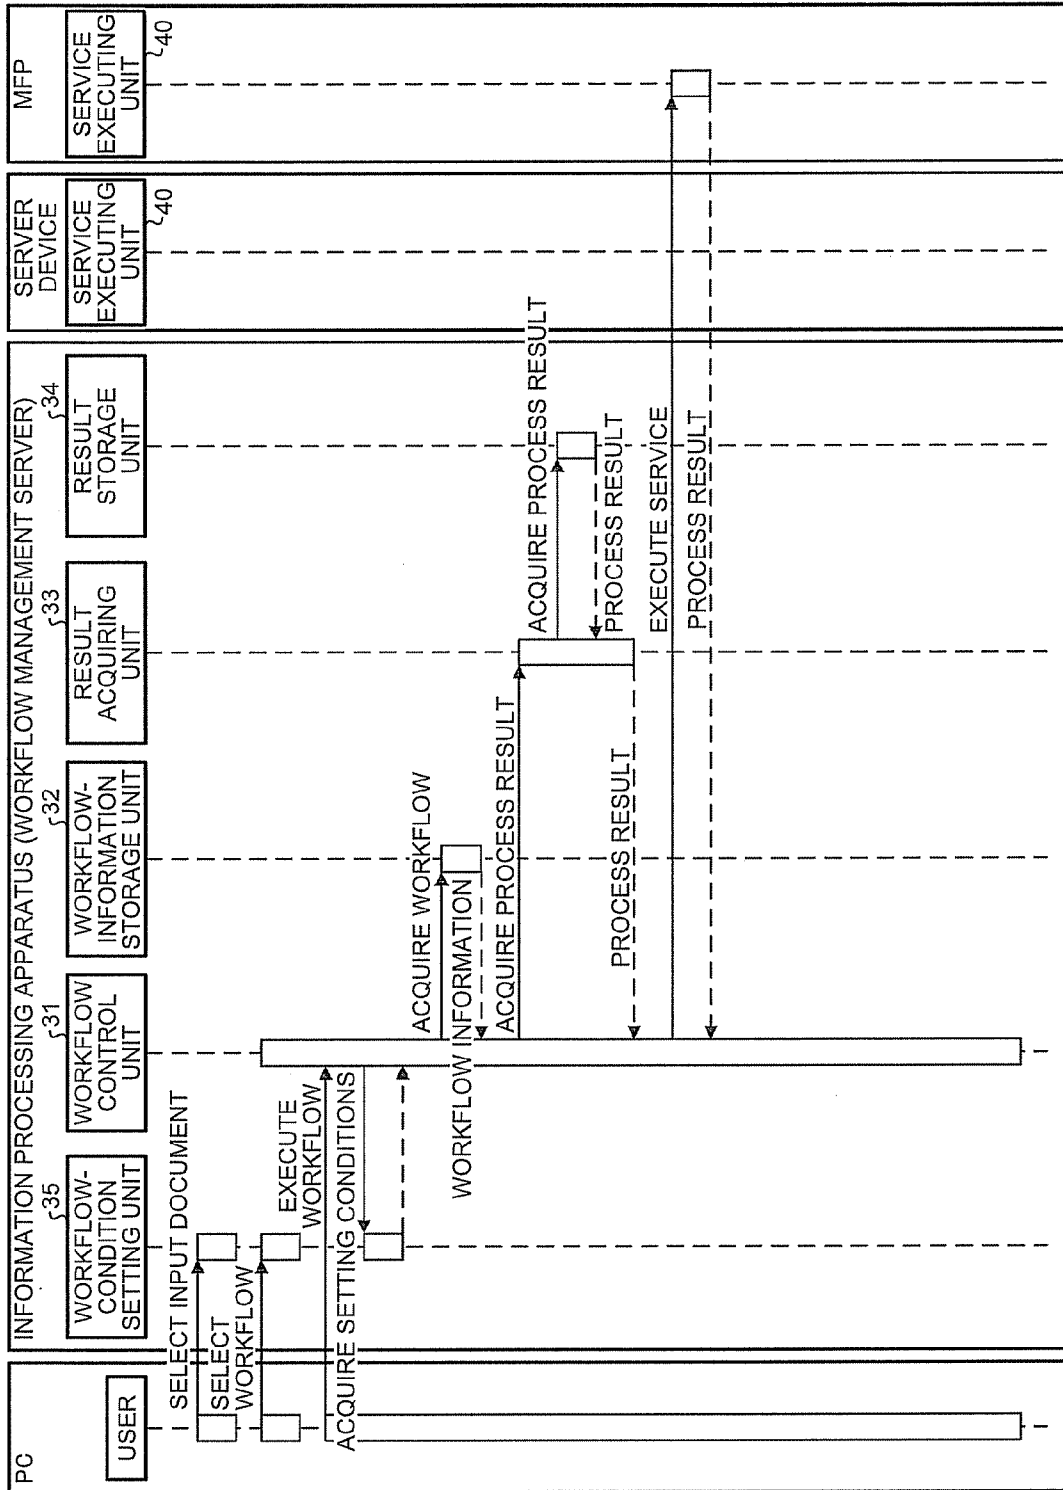 PC
USER
INFORMATION PROCESSING APPARATUS (WORKFLOW MANAGEMENT SERVER)
35
WORKFLOW-
CONDITION
SETTING UNIT
31
WORKFLOW
CONTROL
UNIT
32
WORKFLOW-
INFORMATION
STORAGE UNIT
33
RESULT
ACQUIRING
UNIT
34
RESULT
STORAGE
UNIT
SERVER
DEVICE
SERVICE
EXECUTING
UNIT
40
MFP
SERVICE
EXECUTING
UNIT
40
SELECT INPUT DOCUMENT
SELECT
WORKFLOW
EXECUTE
WORKFLOW
ACQUIRE SETTING CONDITIONS
ACQUIRE WORKFLOW
WORKFLOW INFORMATION
ACQUIRE PROCESS RESULT
ACQUIRE PROCESS RESULT
PROCESS RESULT
PROCESS RESULT
EXECUTE SERVICE
PROCESS RESULT